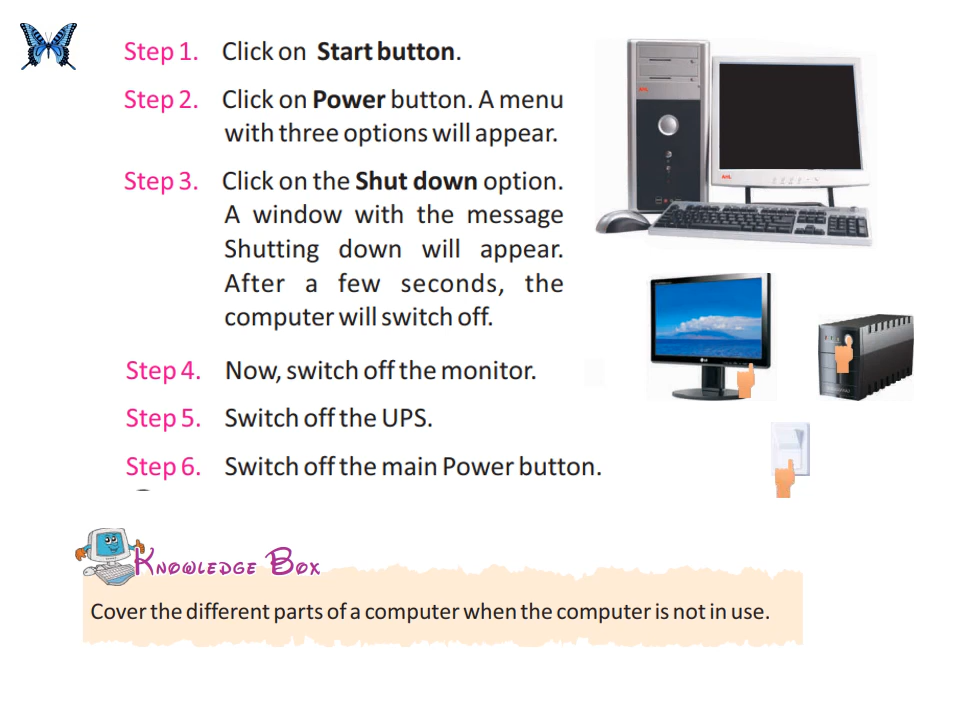 Step 1. Click on Start button.
Step 2. Click on Power button. A menu
with three options will appear.
Step 3. Click on the Shut down option.
A window with the message
Shutting down will appear.
After a few seconds, the
computer will switch off.
Step 4. Now, switch off the monitor.
Step 5. Switch off the UPS.
Step 6. Switch off the main Power button.
Knowledge Box
Cover the different parts of a computer when the computer is not in use.